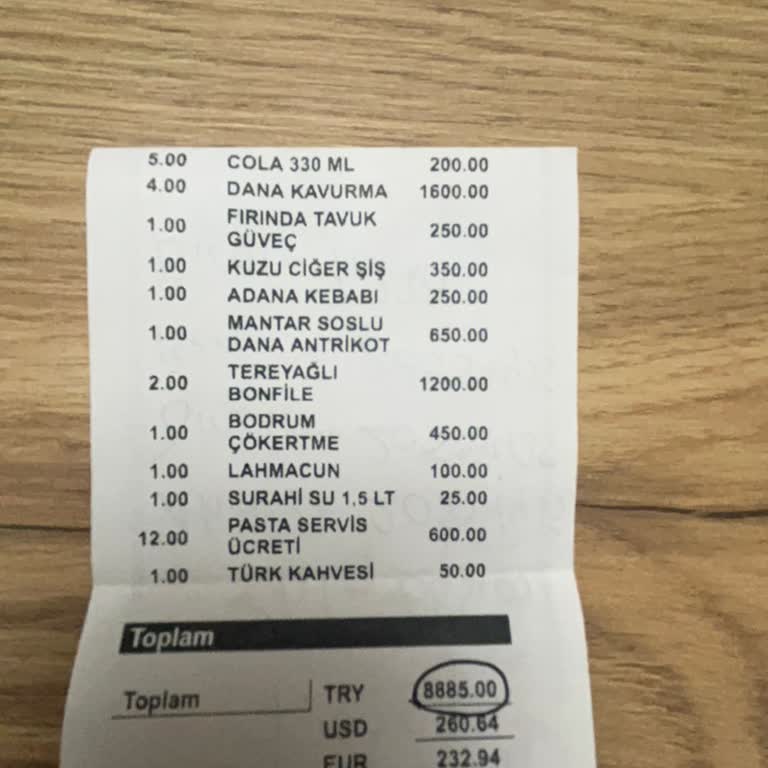 5.00 COLA 330 ML 200.00
4.00 DANA KAVURMA 1600.00
1.00 FIRINDA TAVUK GÜVEÇ 250.00
1.00 KUZU CİĞER ŞİŞ 350.00
1.00 ADANA KEBABI 250.00
1.00 MANTAR SOSLU DANA ANTRİKOT 650.00
2.00 TEREYAĞLI BONFİLE 1200.00
1.00 BODRUM ÇÖKERTME 450.00
1.00 LAHMACUN 100.00
1.00 SURAHİ SU 1,5 LT 25.00
12.00 PASTA SERVİS ÜCRETİ 600.00
1.00 TÜRK KAHVESİ 50.00
Toplam
Toplam TRY 8885.00
USD 260.64
EUR 232.94